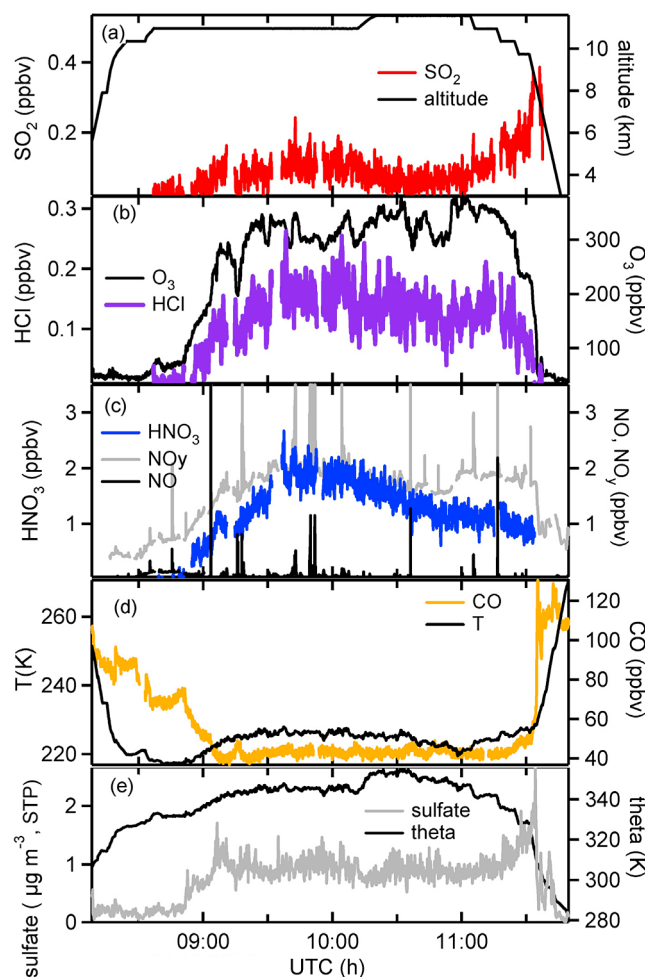 (a)
SO2
altitude
0.4
0.2
SO2 (ppbv)
10
8
6
4
altitude (km)
(b)
O3
HCl
0.3
0.2
0.1
HCl (ppbv)
300
200
100
O3 (ppbv)
(c)
HNO3
NOy
NO
3
2
1
HNO3 (ppbv)
3
2
1
NO, NOy (ppbv)
(d)
CO
T
260
240
220
T(K)
120
100
80
60
40
CO (ppbv)
(e)
sulfate
theta
2
1
0
sulfate ( µg m⁻³, STP)
340
320
300
280
theta (K)
09:00 10:00 11:00
UTC (h)